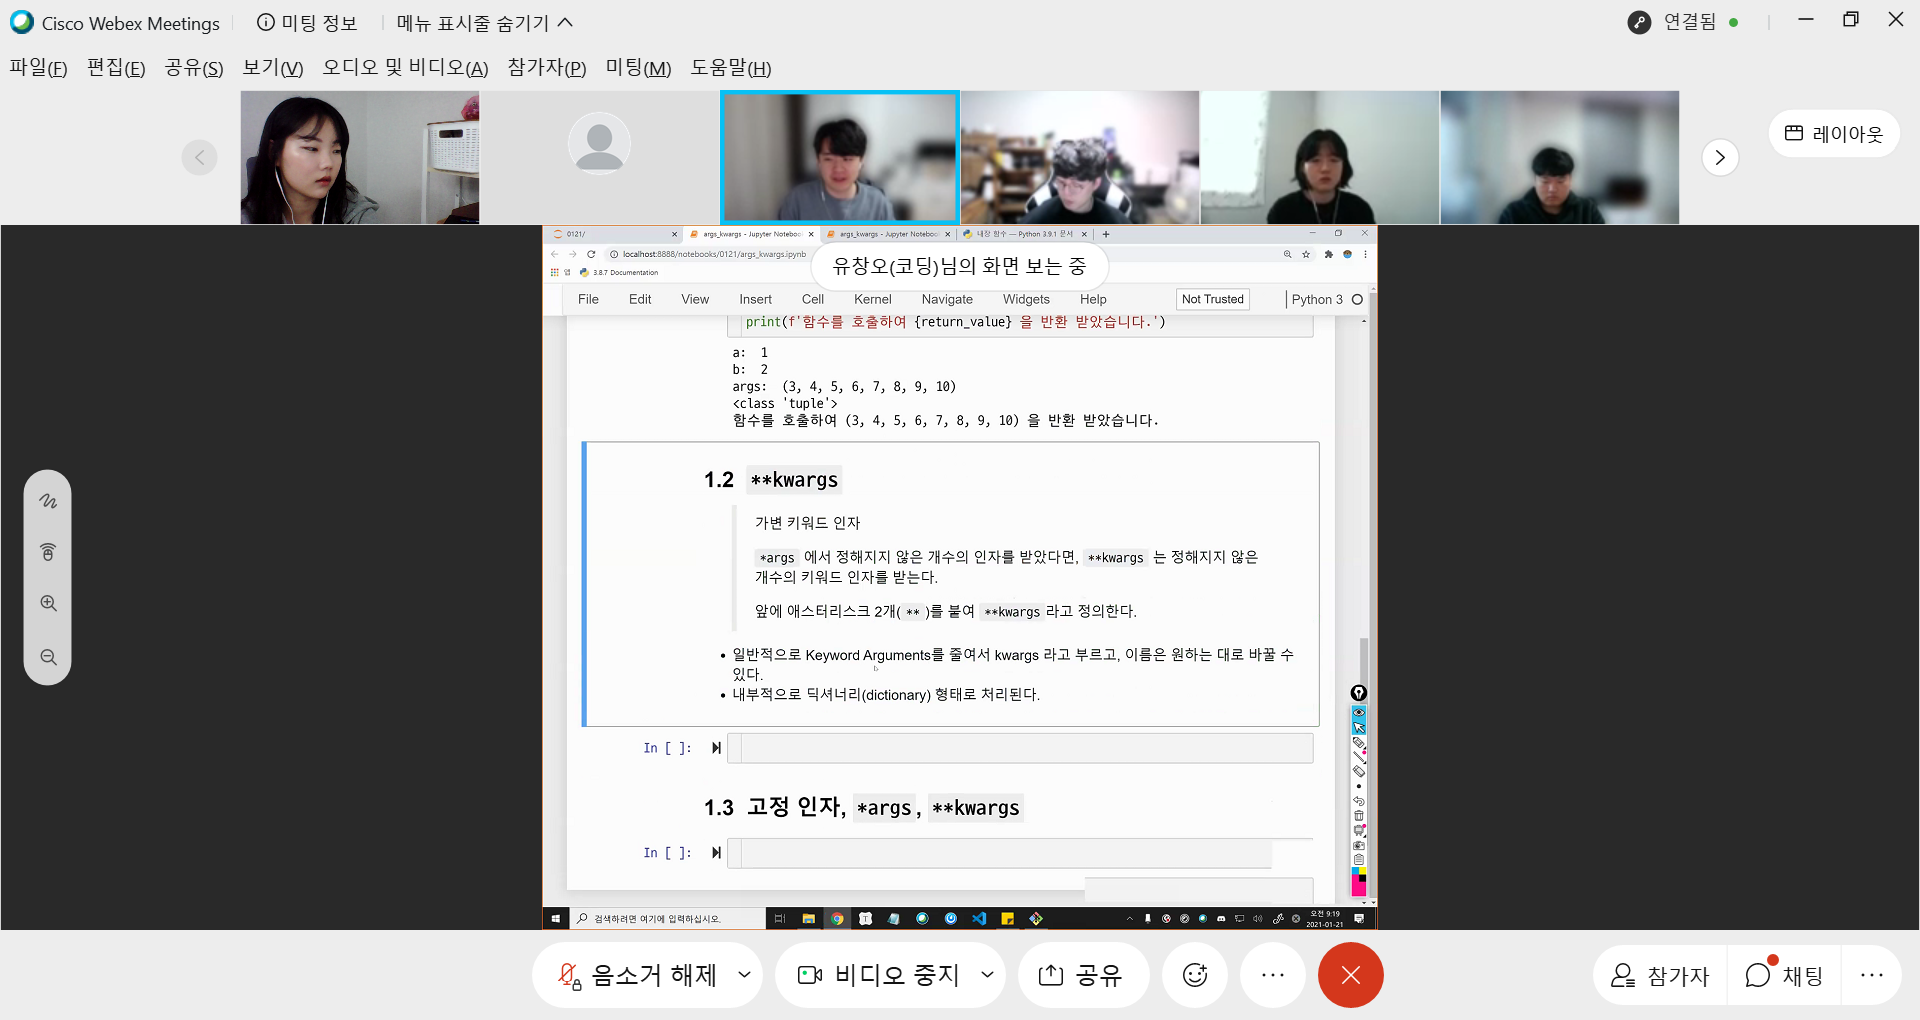 Cisco Webex Meetings
미팅 정보
메뉴 표시줄 숨기기
연결됨
파일(F) 편집(E) 공유(S) 보기(V) 오디오 및 비디오(A) 참가자(P) 미팅(M) 도움말(H)
레이아웃
0121/
args_kwargs - Jupyter Notebook
args_kwargs - Jupyter Notebook
내장 함수 — Python 3.9.1 문서
localhost:8888/notebooks/0121/args_kwargs.ipynb
유창오(코딩)님의 화면 보는 중
앱
3.8.7 Documentation
File Edit View Insert Cell Kernel Navigate Widgets Help
Not Trusted
Python 3
print(f'함수를 호출하여 {return_value} 을 반환 받았습니다.')
a: 1
b: 2
args: (3, 4, 5, 6, 7, 8, 9, 10)
<class 'tuple'>
함수를 호출하여 (3, 4, 5, 6, 7, 8, 9, 10) 을 반환 받았습니다.
1.2 **kwargs
가변 키워드 인자
*args 에서 정해지지 않은 개수의 인자를 받았다면, **kwargs 는 정해지지 않은
개수의 키워드 인자를 받는다.
앞에 애스터리스크 2개( ** )를 붙여 **kwargs 라고 정의한다.
• 일반적으로 Keyword Arguments를 줄여서 kwargs 라고 부르고, 이름은 원하는 대로 바꿀 수
있다.
• 내부적으로 딕셔너리(dictionary) 형태로 처리된다.
In [ ]:
1.3 고정 인자, *args, **kwargs
In [ ]:
검색하려면 여기에 입력하십시오.
오전 9:19
2021-01-21
음소거 해제
비디오 중지
공유
참가자
채팅